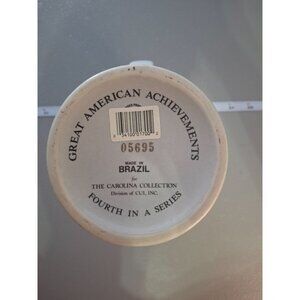 GREAT AMERICAN ACHIEVEMENTS
05695
MADE IN
BRAZIL
for
THE CAROLINA COLLECTION
Division of CUI, INC.
FOURTH IN A SERIES